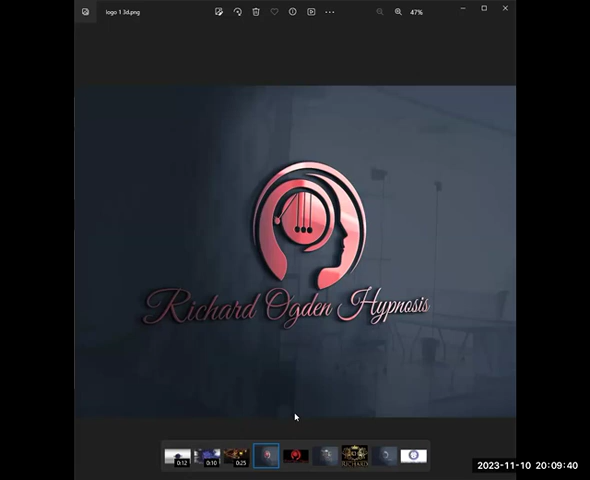 logo 1 3d.png
47%
Richard Ogden Hypnosis
0:12
0:10
0:25
RICHARD
2023-11-10 20:09:40